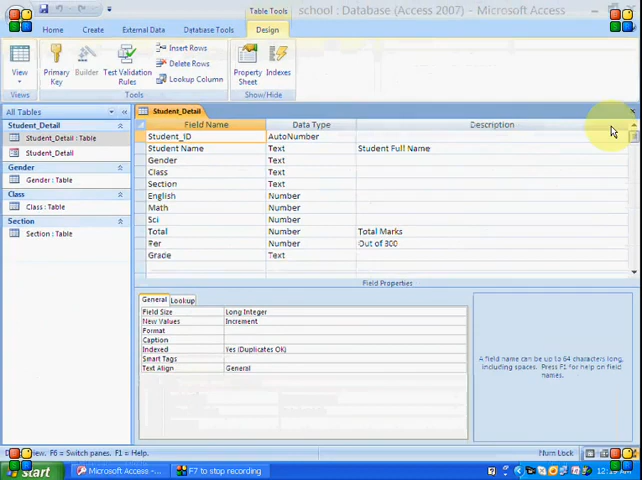 Table Tools
school : Database (Access 2007) - Microsoft Access
Home Create External Data Database Tools Design
View
Primary Key
Builder
Test Validation Rules
Insert Rows
Delete Rows
Lookup Column
Property Sheet
Indexes
Views Tools Show/Hide
All Tables
Student_Detail
Student_Detail : Table
Student_Detail
Gender
Gender : Table
Class
Class : Table
Section
Section : Table
Student_Detail
Field Name Data Type Description
Student_ID AutoNumber
Student Name Text Student Full Name
Gender Text
Class Text
Section Text
English Number
Math Number
Sci Number
Total Number Total Marks
Per Number Out of 300
Grade Text
Field Properties
General Lookup
Field Size Long Integer
New Values Increment
Format
Caption
Indexed Yes (Duplicates OK)
Smart Tags
Text Align General
A field name can be up to 64 characters long,
including spaces. Press F1 for help on field
names.
View. F6 = Switch panes. F1 = Help.
Num Lock
start
Microsoft Access -...
F7 to stop recording